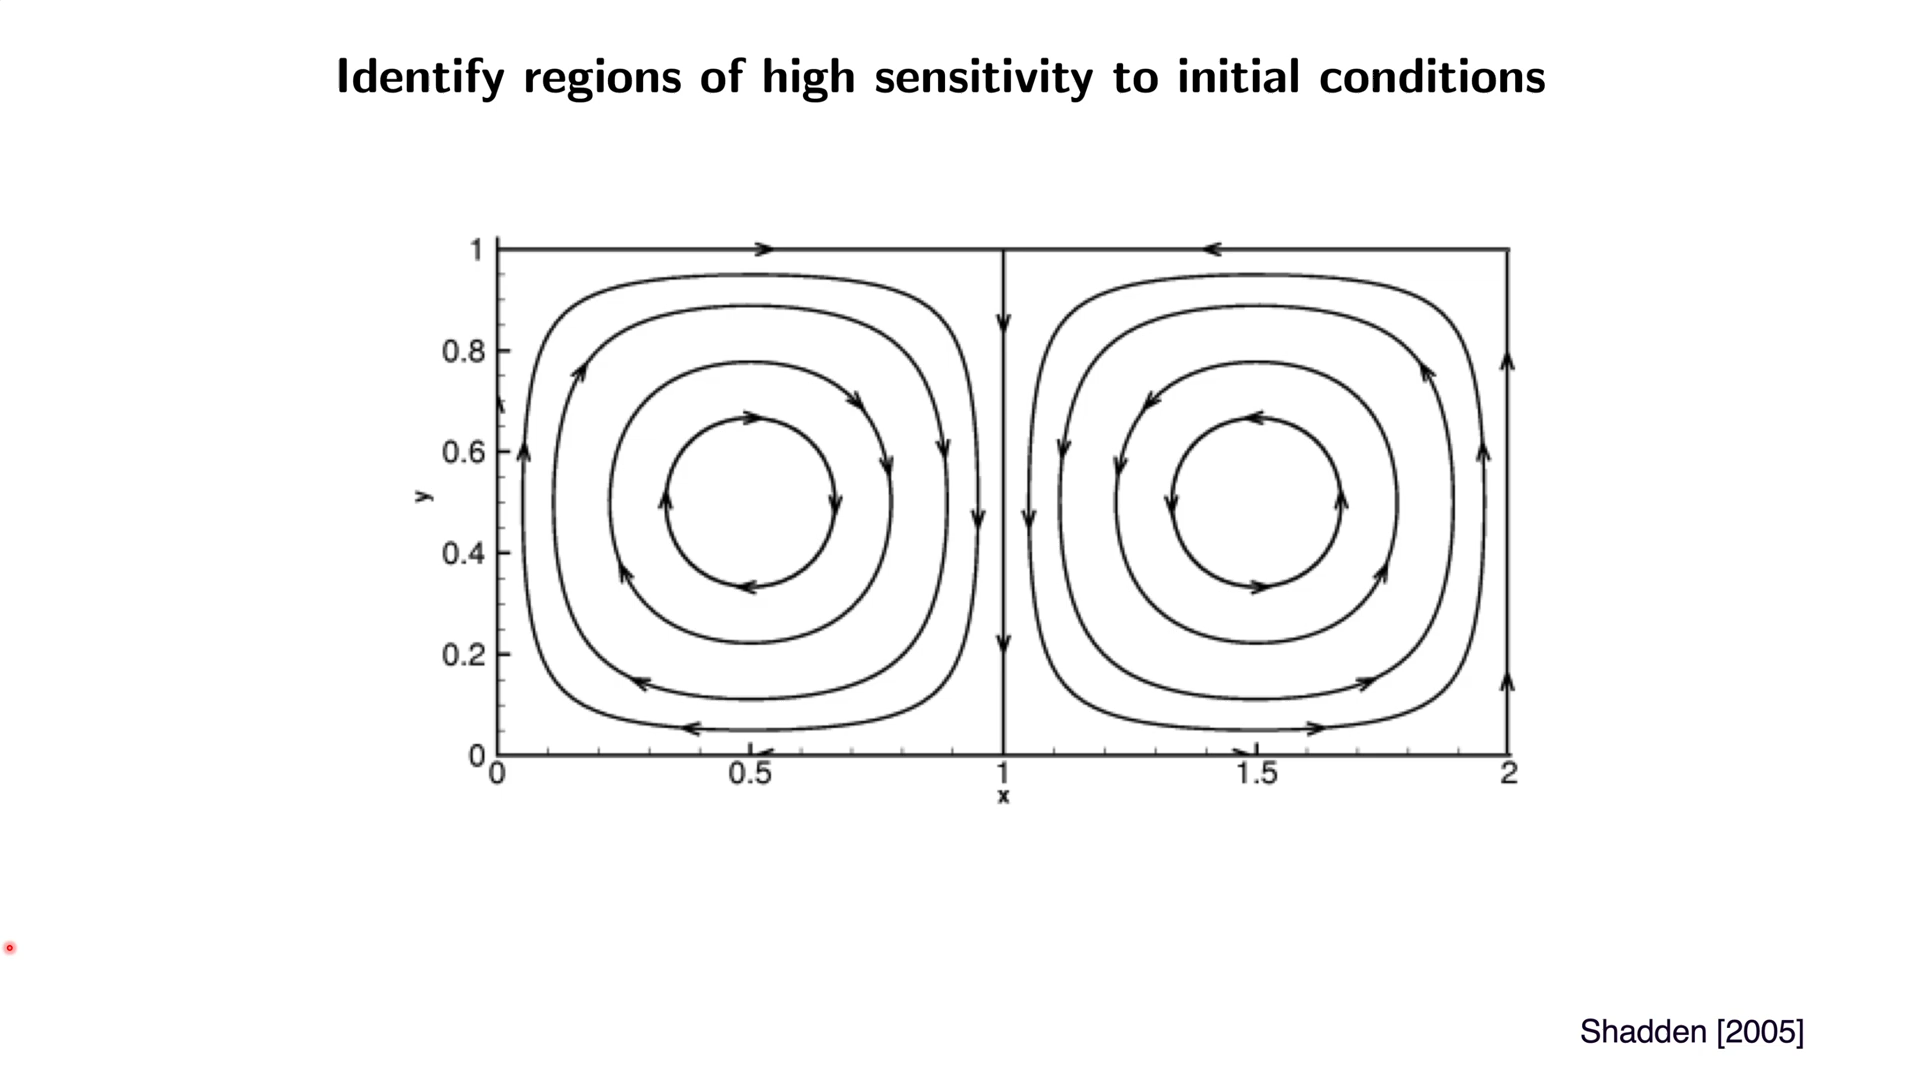 Identify regions of high sensitivity to initial conditions
1
0.8
0.6
y
0.4
0.2
0
0 0.5 1 1.5 2
x
Shadden [2005]